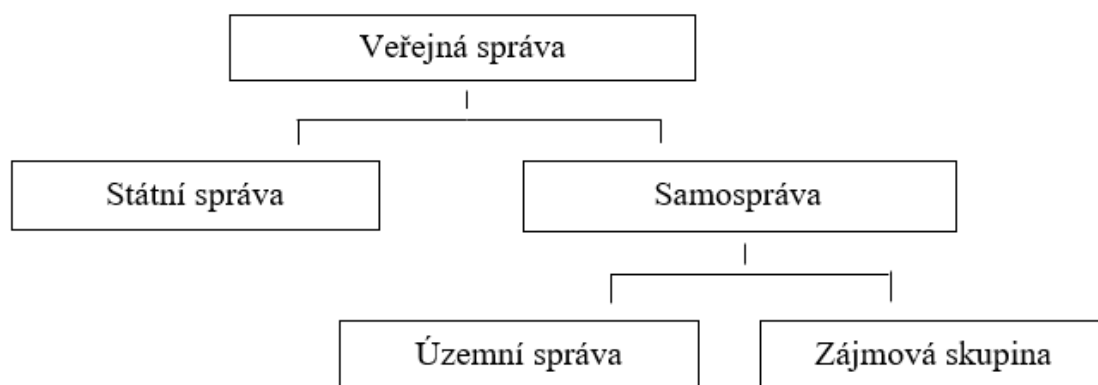 Veřejná správa
Státní správa
Samospráva
Územní správa
Zájmová skupina